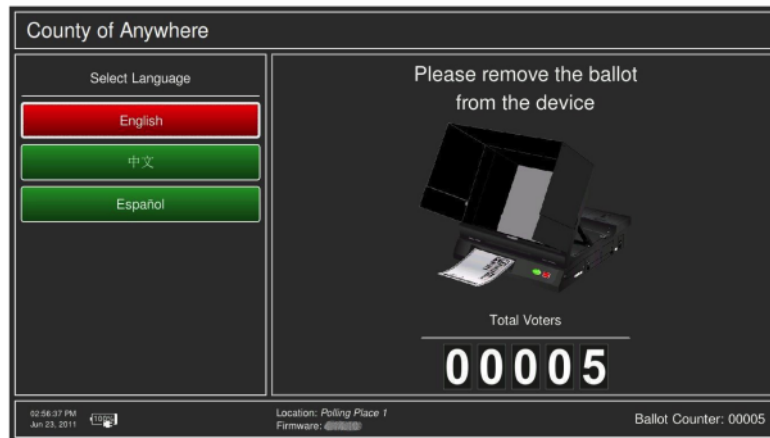 County of Anywhere
Select Language
English
中文
Español
Please remove the ballot
from the device
Total Voters
00005
02:56:37 PM
Jun 23, 2011
100%
Location: Polling Place 1
Firmware:
Ballot Counter: 00005